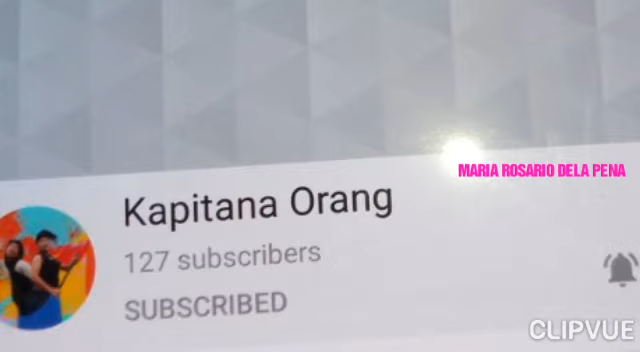 MARIA ROSARIO DELA PENA
Kapitana Orang
127 subscribers
SUBSCRIBED
CLIPVUE